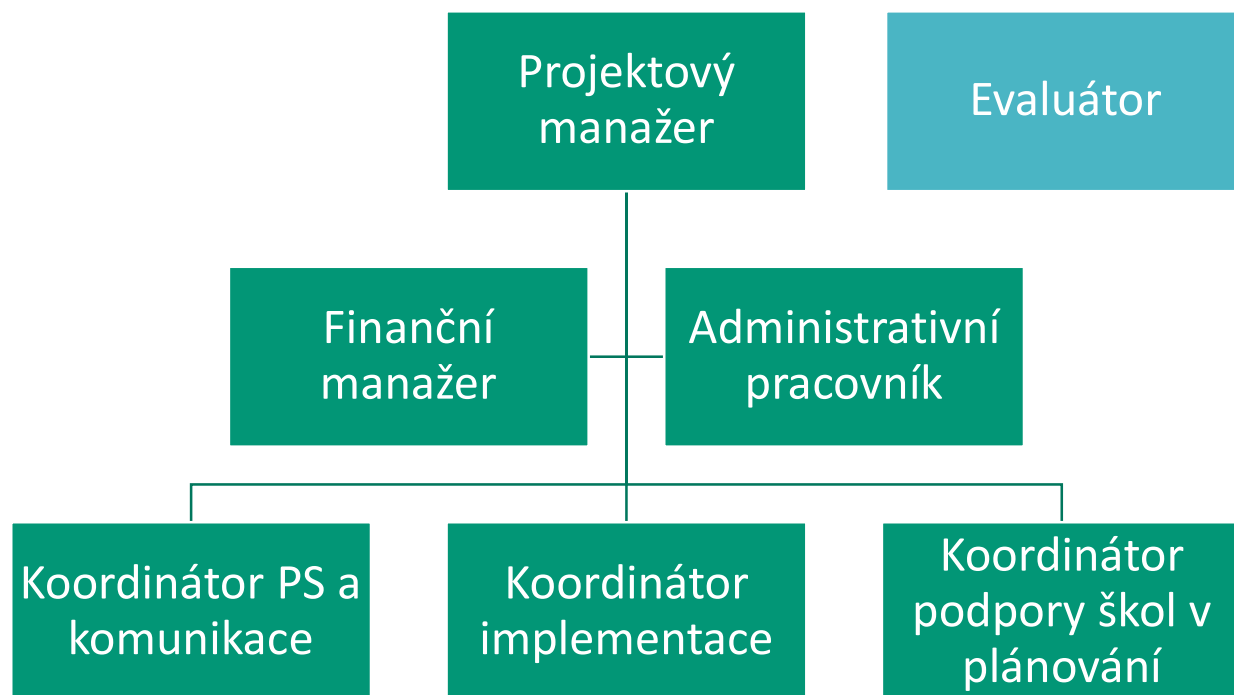 Projektový
manažer
Evaluátor
Finanční
manažer
Administrativní
pracovník
Koordinátor PS a
komunikace
Koordinátor
implementace
Koordinátor
podpory škol v
plánování